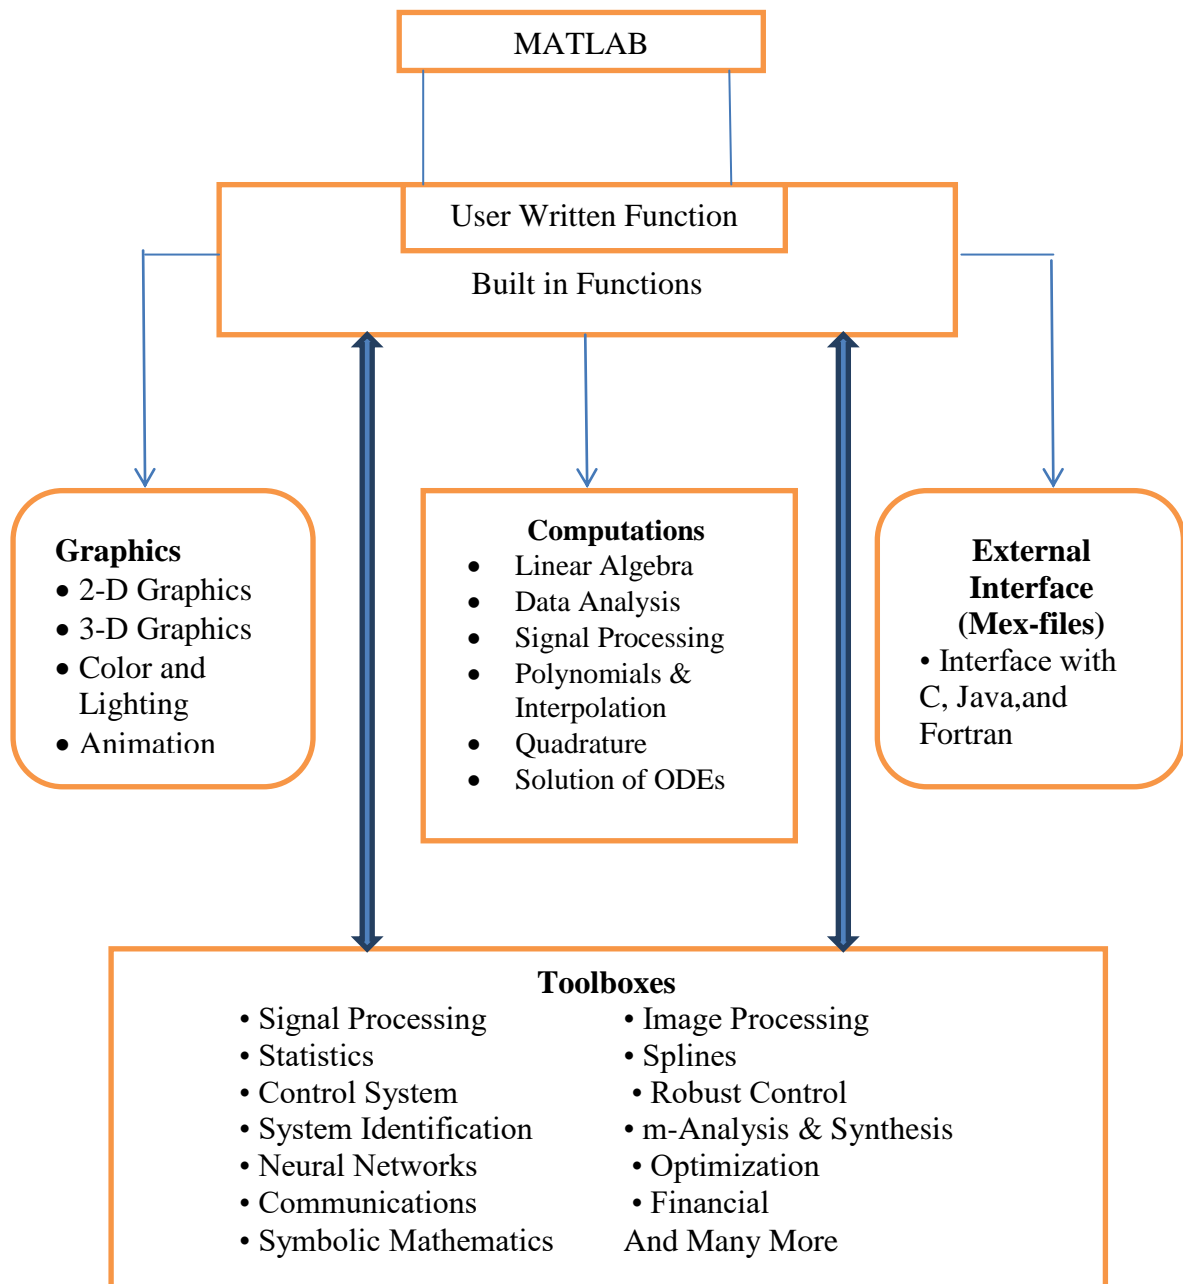 MATLAB
User Written Function
Built in Functions
Graphics
• 2-D Graphics
• 3-D Graphics
• Color and
Lighting
• Animation
Computations
• Linear Algebra
• Data Analysis
• Signal Processing
• Polynomials &
Interpolation
• Quadrature
• Solution of ODEs
External
Interface
(Mex-files)
• Interface with
C, Java,and
Fortran
Toolboxes
• Signal Processing
• Statistics
• Control System
• System Identification
• Neural Networks
• Communications
• Symbolic Mathematics
• Image Processing
• Splines
• Robust Control
• m-Analysis & Synthesis
• Optimization
• Financial
And Many More